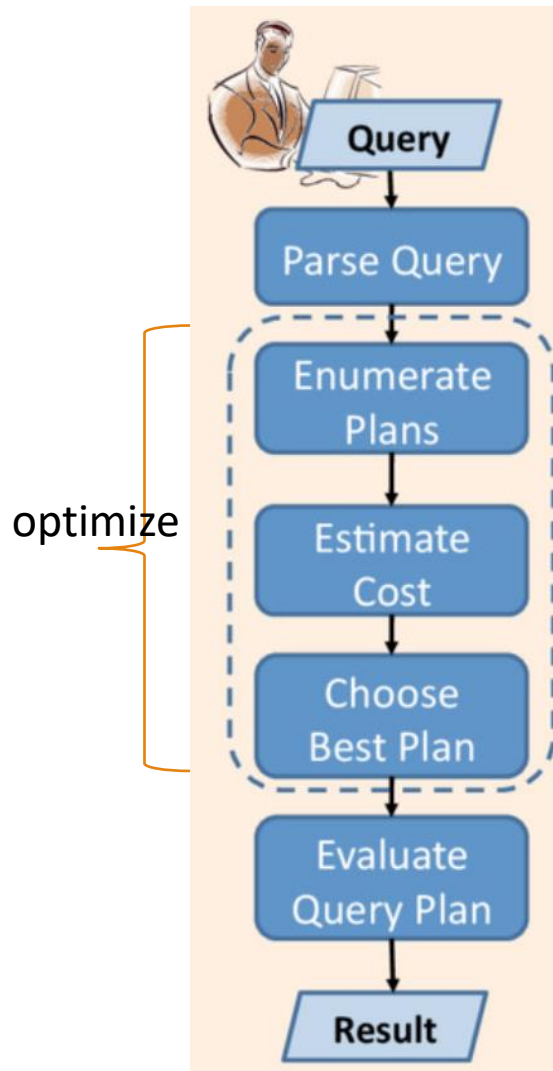 Query
Parse Query
Enumerate
Plans
optimize
Estimate
Cost
Choose
Best Plan
Evaluate
Query Plan
Result